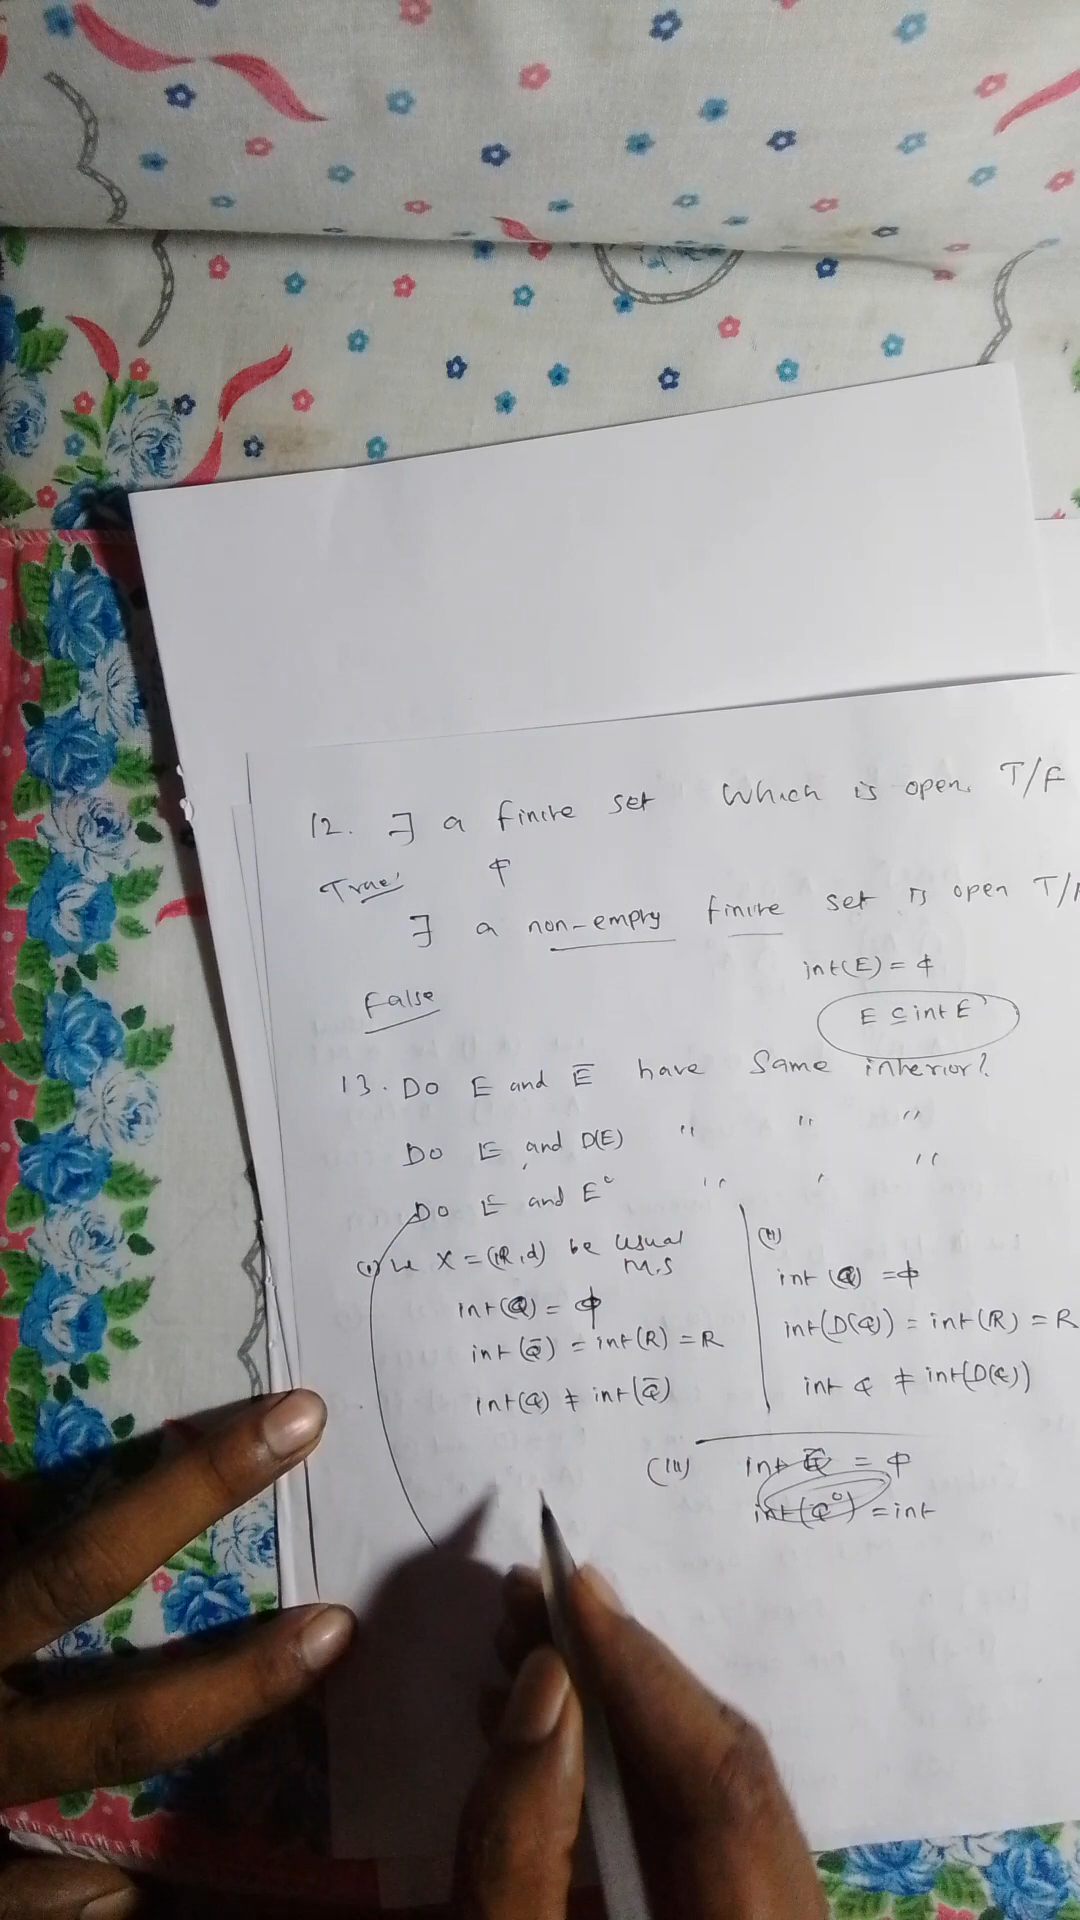 12. ∃ a finite set which is open. T/F
True! ϕ
∃ a non-empty finite set is open T/F
int(E) = ϕ
False
E ⊆ int E
13. Do E and E̅ have same interior?
Do E and D(E) " " "
Do E and E° " " "
(i) Let X = (R, d) be usual
M.S
int(Q) = ϕ
int(Q̅) = int(R) = R
int(Q) ≠ int(Q̅)
(ii)
int(Q) = ϕ
int(D(Q)) = int(R) = R
int Q ≠ int(D(Q))
(iii) int = ϕ
int(Q°) = int